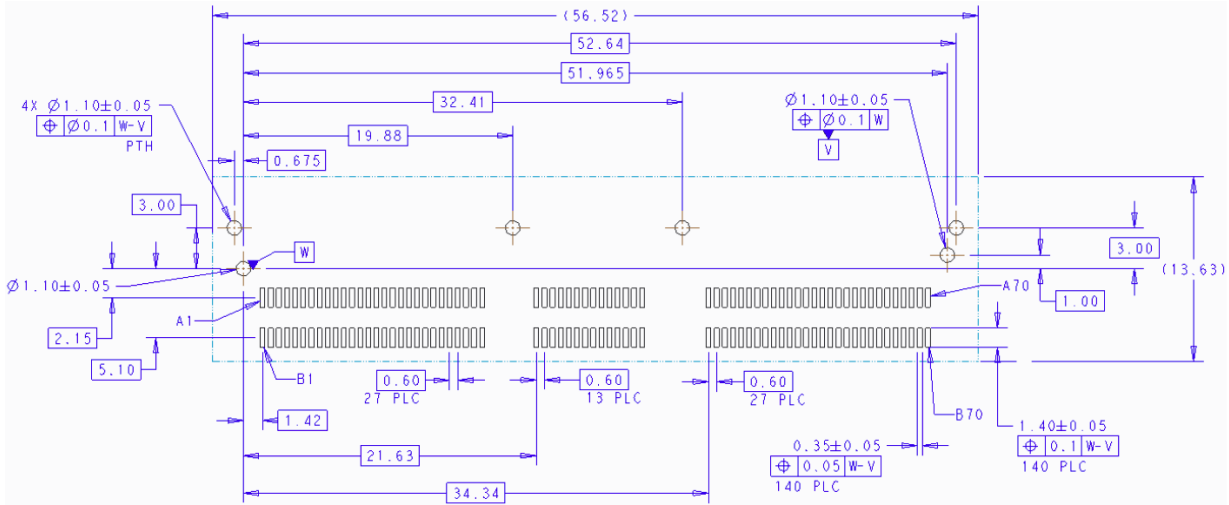 (56.52)
52.64
51.965
32.41
4X Ø1.10±0.05
⌖ Ø0.1 W-V
PTH
Ø1.10±0.05
⌖ Ø0.1 W
V
19.88
0.675
3.00
W
3.00
(13.63)
Ø1.10±0.05
A1
A70
1.00
2.15
5.10
B1
0.60
27 PLC
0.60
13 PLC
0.60
27 PLC
B70
1.42
1.40±0.05
⌖ 0.1 W-V
140 PLC
0.35±0.05
⌖ 0.05 W-V
140 PLC
21.63
34.34